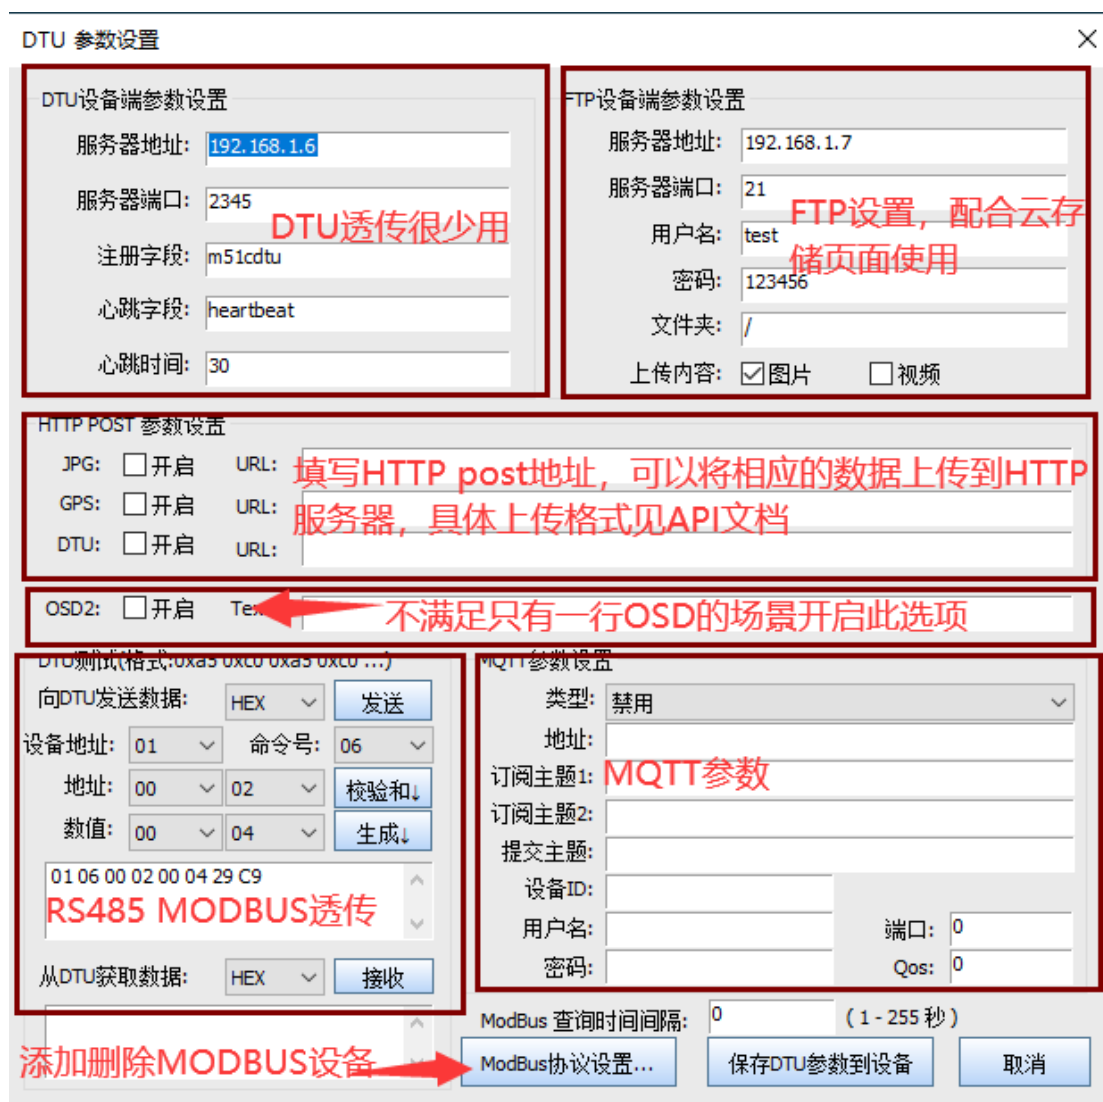 DTU 参数设置
DTU设备端参数设置
服务器地址: 192.168.1.6
服务器端口: 2345
DTU透传很少用
注册字段: m51cdtu
心跳字段: heartbeat
心跳时间: 30
FTP设备端参数设置
服务器地址: 192.168.1.7
服务器端口: 21
FTP设置，配合云存
用户名: test
储页面使用
密码: 123456
文件夹: /
上传内容: 图片 视频
HTTP POST 参数设置
JPG: 开启 URL:
填写HTTP post地址，可以将相应的数据上传到HTTP
GPS: 开启 URL:
服务器，具体上传格式见API文档
DTU: 开启 URL:
OSD2: 开启 Tex
不满足只有一行OSD的场景开启此选项
DTU测试(格式:0xa5 0xc0 0xa5 0xc0 ...)
向DTU发送数据: HEX 发送
设备地址: 01 命令号: 06
地址: 00 02 校验和↓
数值: 00 04 生成↓
01 06 00 02 00 04 29 C9
RS485 MODBUS透传
从DTU获取数据: HEX 接收
MQTT参数设置
类型: 禁用
地址:
订阅主题1:
MQTT参数
订阅主题2:
提交主题:
设备ID:
用户名: 端口: 0
密码: Qos: 0
ModBus 查询时间间隔: 0 ( 1 - 255 秒 )
添加删除MODBUS设备
ModBus协议设置... 保存DTU参数到设备 取消